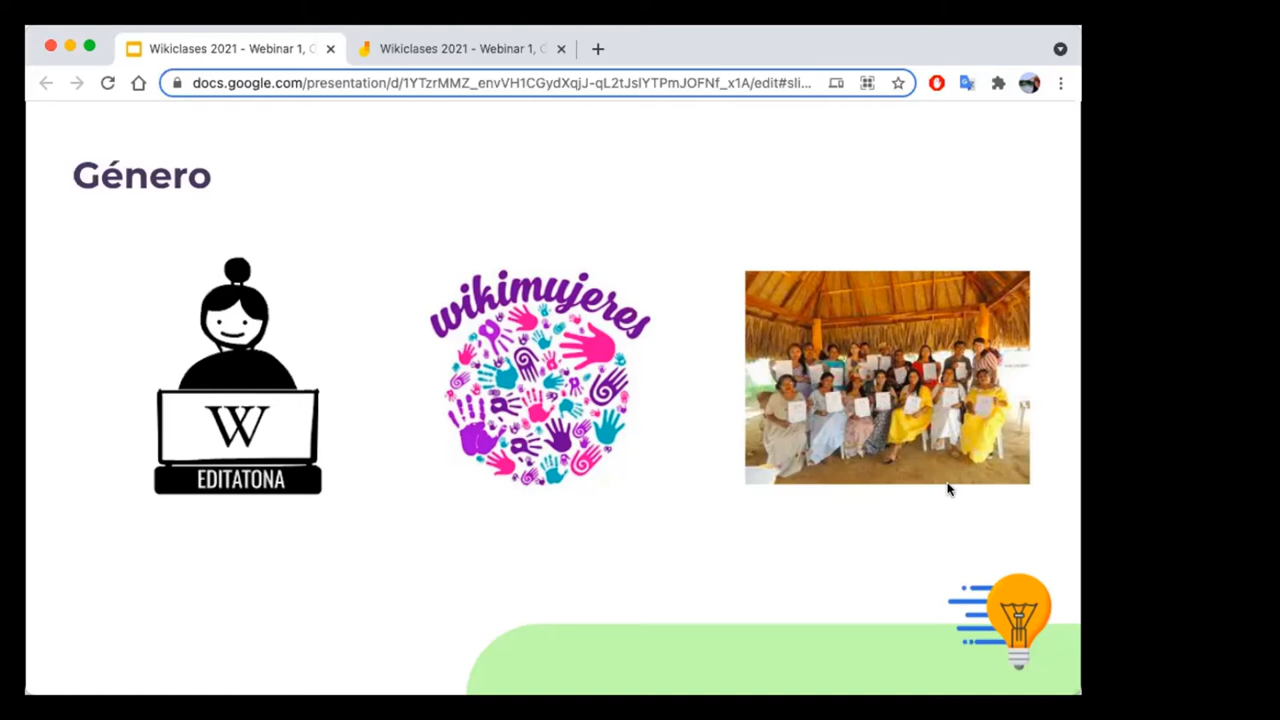 Wikiclases 2021 - Webinar 1, C
Wikiclases 2021 - Webinar 1, C
docs.google.com/presentation/d/1YTzrMMZ_envVH1CGydXqjJ-qL2tJsIYTPmJOFNf_x1A/edit#sli...
Género
wikimujeres
W
EDITATONA